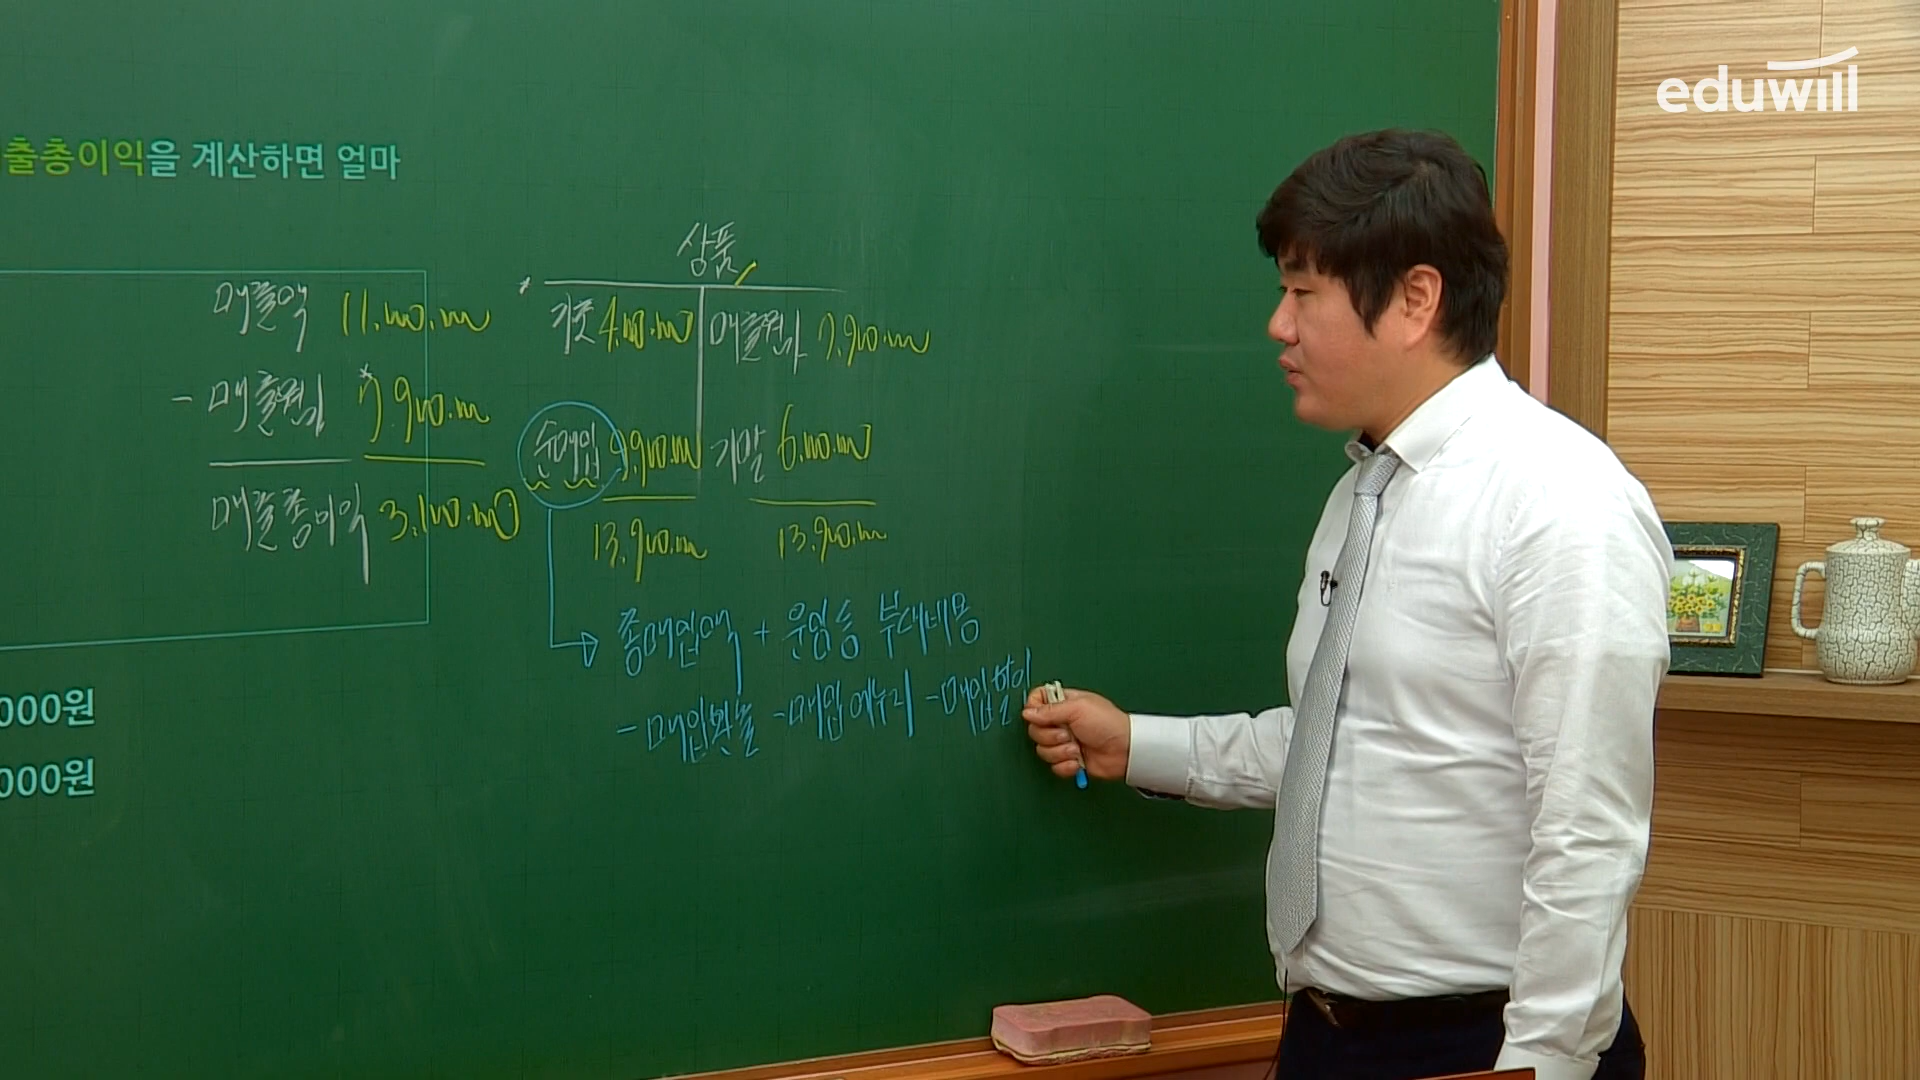 eduwill
출총이익을 계산하면 얼마
상품
매출액 11,000,000
- 매출원가 7,900,000
매출총이익 3,100,000
기초 4,000,000 매출원가 7,900,000
순매입 9,900,000 기말 6,000,000
13,900,000 13,900,000
총매입액 + 운임 등 부대비용
- 매입환출 - 매입에누리 - 매입할인
000원
000원